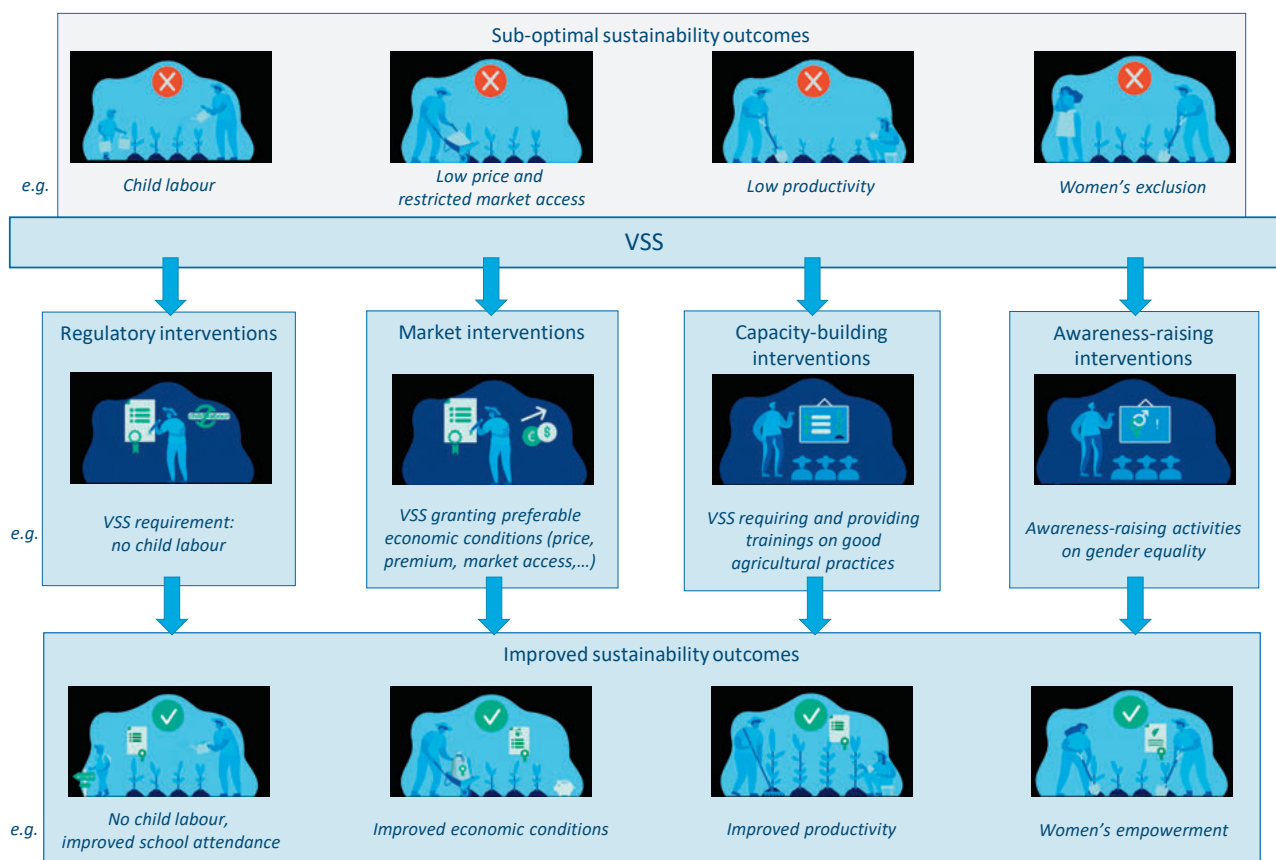 Sub-optimal sustainability outcomes
e.g.
Child labour
Low price and
restricted market access
Low productivity
Women's exclusion
VSS
Regulatory interventions
Market interventions
Capacity-building
interventions
Awareness-raising
interventions
€ $
!
e.g.
VSS requirement:
no child labour
VSS granting preferable
economic conditions (price,
premium, market access,...)
VSS requiring and providing
trainings on good
agricultural practices
Awareness-raising activities
on gender equality
Improved sustainability outcomes
e.g.
No child labour,
improved school attendance
Improved economic conditions
Improved productivity
Women's empowerment